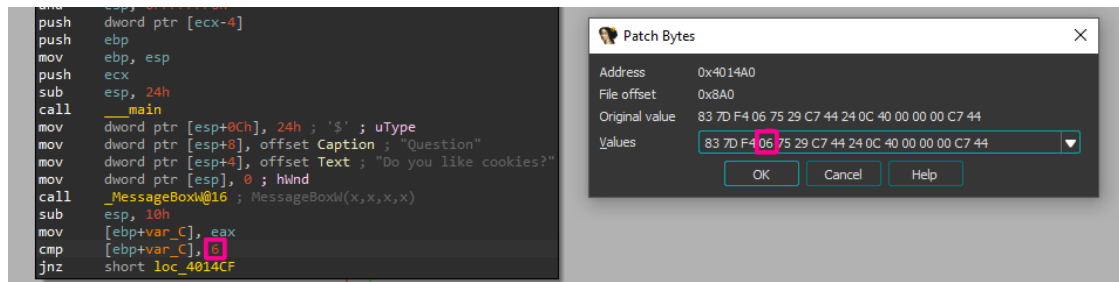 push dword ptr [ecx-4]
push ebp
mov ebp, esp
push ecx
sub esp, 24h
call ___main
mov dword ptr [esp+0Ch], 24h ; '$' ; uType
mov dword ptr [esp+8], offset Caption ; "Question"
mov dword ptr [esp+4], offset Text ; "Do you like cookies?"
mov dword ptr [esp], 0 ; hWnd
call _MessageBoxW@16 ; MessageBoxW(x,x,x,x)
sub esp, 10h
mov [ebp+var_C], eax
cmp [ebp+var_C], 6
jnz short loc_4014CF
Patch Bytes
Address 0x4014A0
File offset 0x8A0
Original value 83 7D F4 06 75 29 C7 44 24 0C 40 00 00 00 C7 44
Values 83 7D F4 06 75 29 C7 44 24 0C 40 00 00 00 C7 44
OK Cancel Help